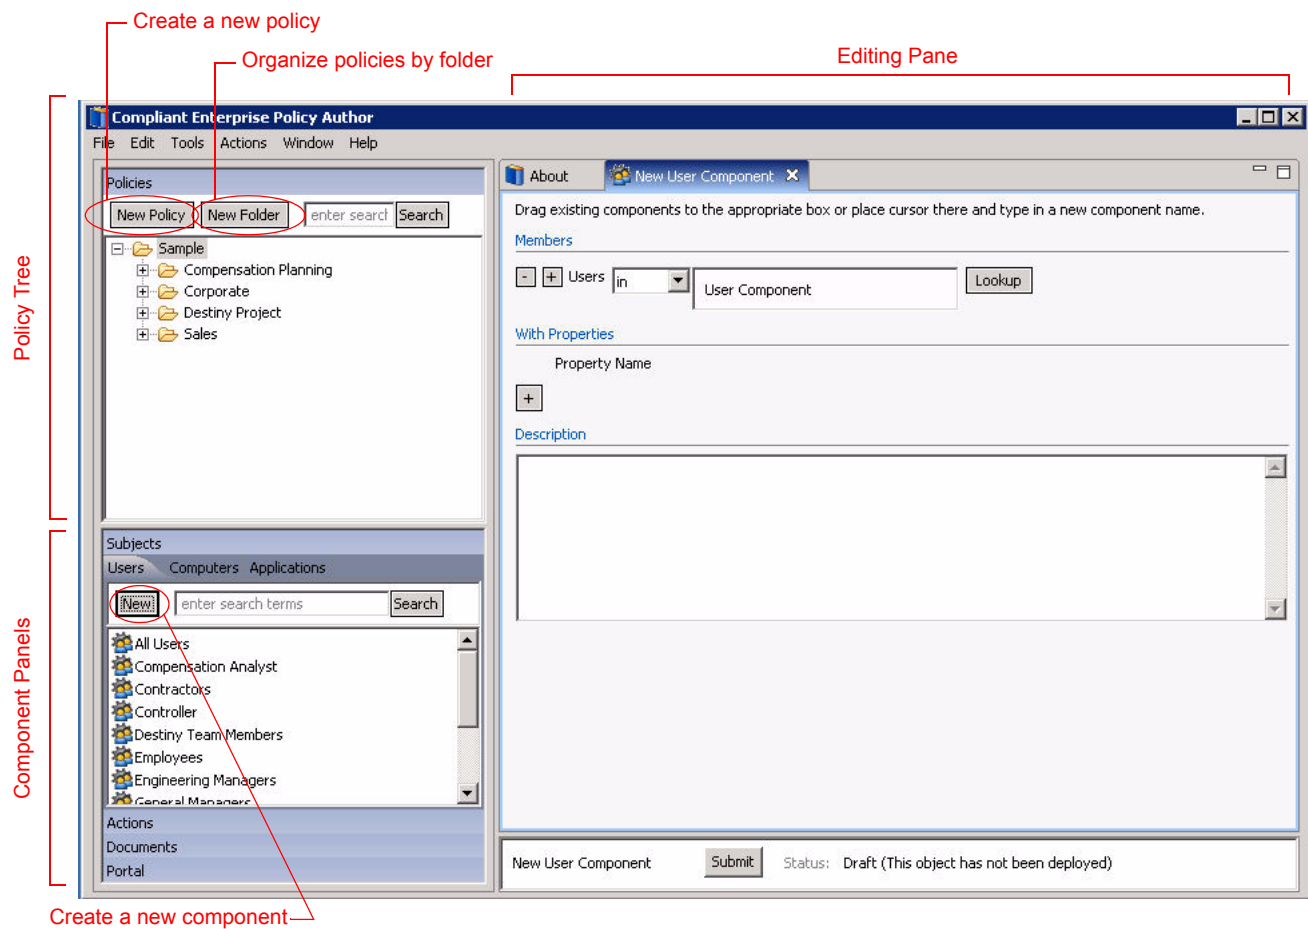 Create a new policy
Organize policies by folder
Editing Pane
Compliant Enterprise Policy Author
File Edit Tools Actions Window Help
Policies
New Policy New Folder enter search Search
Sample
Compensation Planning
Corporate
Destiny Project
Sales
Policy Tree
Subjects
Users Computers Applications
New enter search terms Search
All Users
Compensation Analyst
Contractors
Controller
Destiny Team Members
Employees
Engineering Managers
General Managers
Actions
Documents
Portal
Component Panels
Create a new component
About New User Component
Drag existing components to the appropriate box or place cursor there and type in a new component name.
Members
- + Users in User Component Lookup
With Properties
Property Name
+
Description
New User Component Submit Status: Draft (This object has not been deployed)